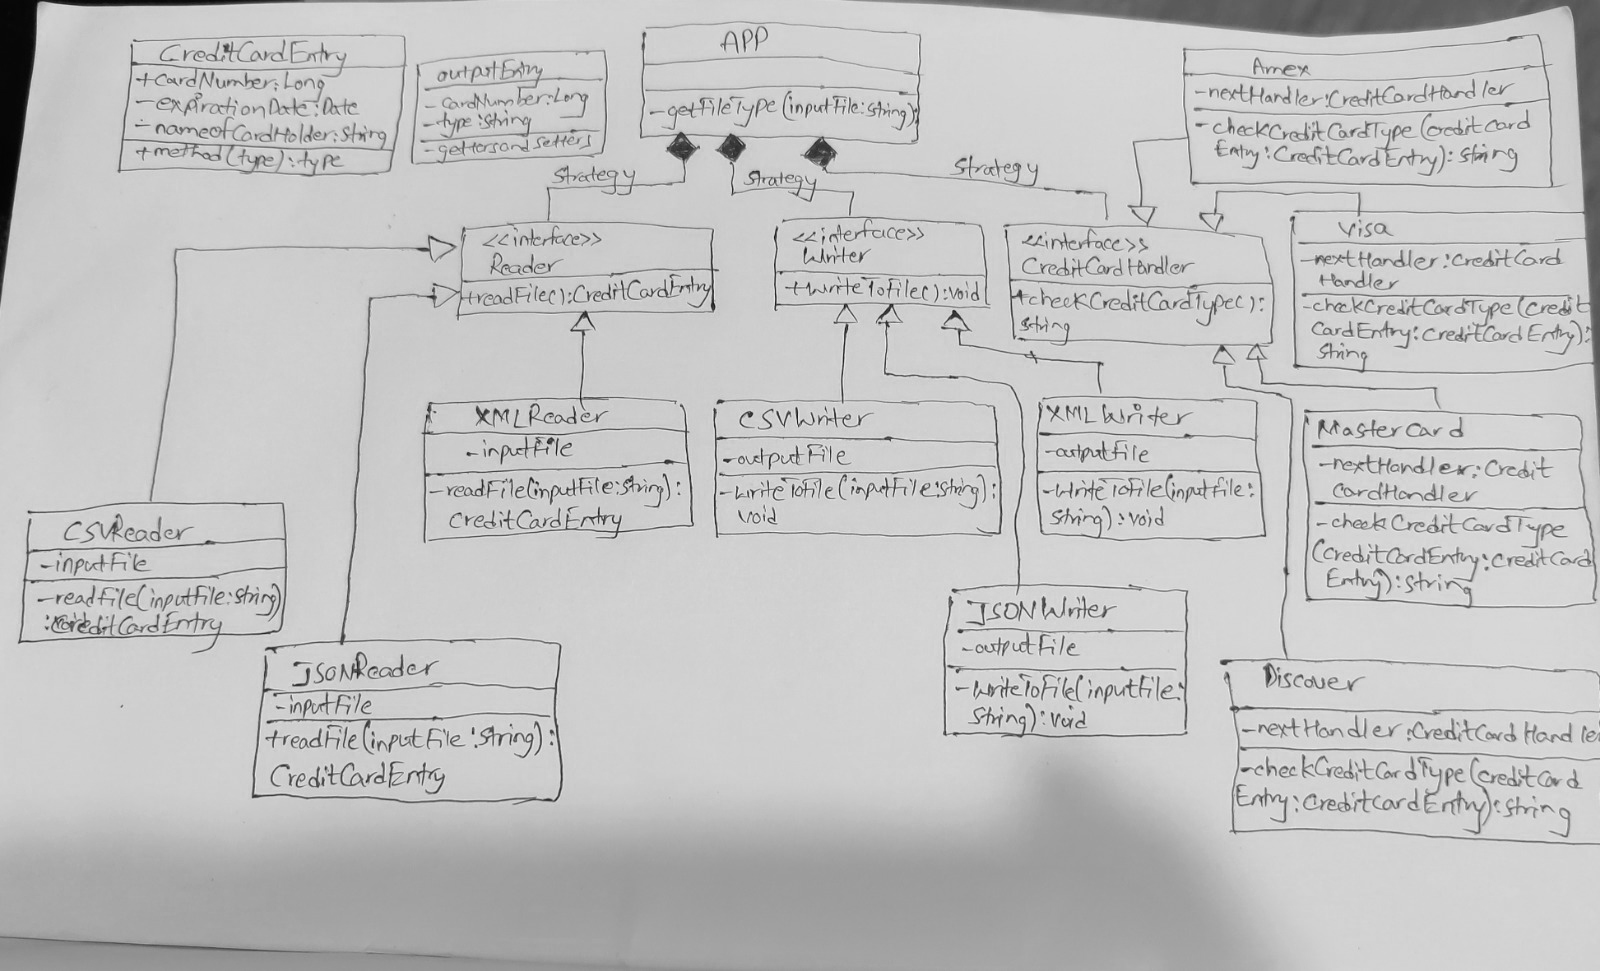 CreditCardEntry
+cardNumber:Long
-expirationDate:Date
-nameofCardHolder:String
+method(type):type
outputEntry
-cardNumber:Long
-type:String
-gettersand setters
APP
-getFileType(inputFile:String):
Strategy
Strategy
Strategy
Amex
-nextHandler:CreditCardHandler
-checkCreditCardType(creditcard
Entry:CreditCardEntry):String
<<interface>>
Reader
+readFile():CreditCardEntry
<<interface>>
Writer
+WriteToFile():void
<<interface>>
CreditCardHandler
+checkCreditCardType():
String
Visa
-nextHandler:CreditCard
Handler
-checkCreditCardType(credit
CardEntry:CreditCardEntry):
String
XMLReader
-inputFile
-readFile(inputFile:String):
CreditCardEntry
CSVWriter
-outputFile
-WriteToFile(inputFile:String):
void
XMLWriter
-outputFile
-WriteToFile(inputFile:
String):void
MasterCard
-nextHandler:Credit
CardHandler
-checkCreditCardType
(creditCardEntry:CreditCard
Entry):String
CSVReader
-inputFile
-readFile(inputFile:String)
:CreditCardEntry
JSONReader
-inputFile
+readFile(inputFile:String):
CreditCardEntry
JSONWriter
-outputFile
-WriteToFile(inputFile:
String):void
Discover
-nextHandler:CreditCardHandle
-checkCreditCardType(creditCard
Entry:CreditCardEntry):String